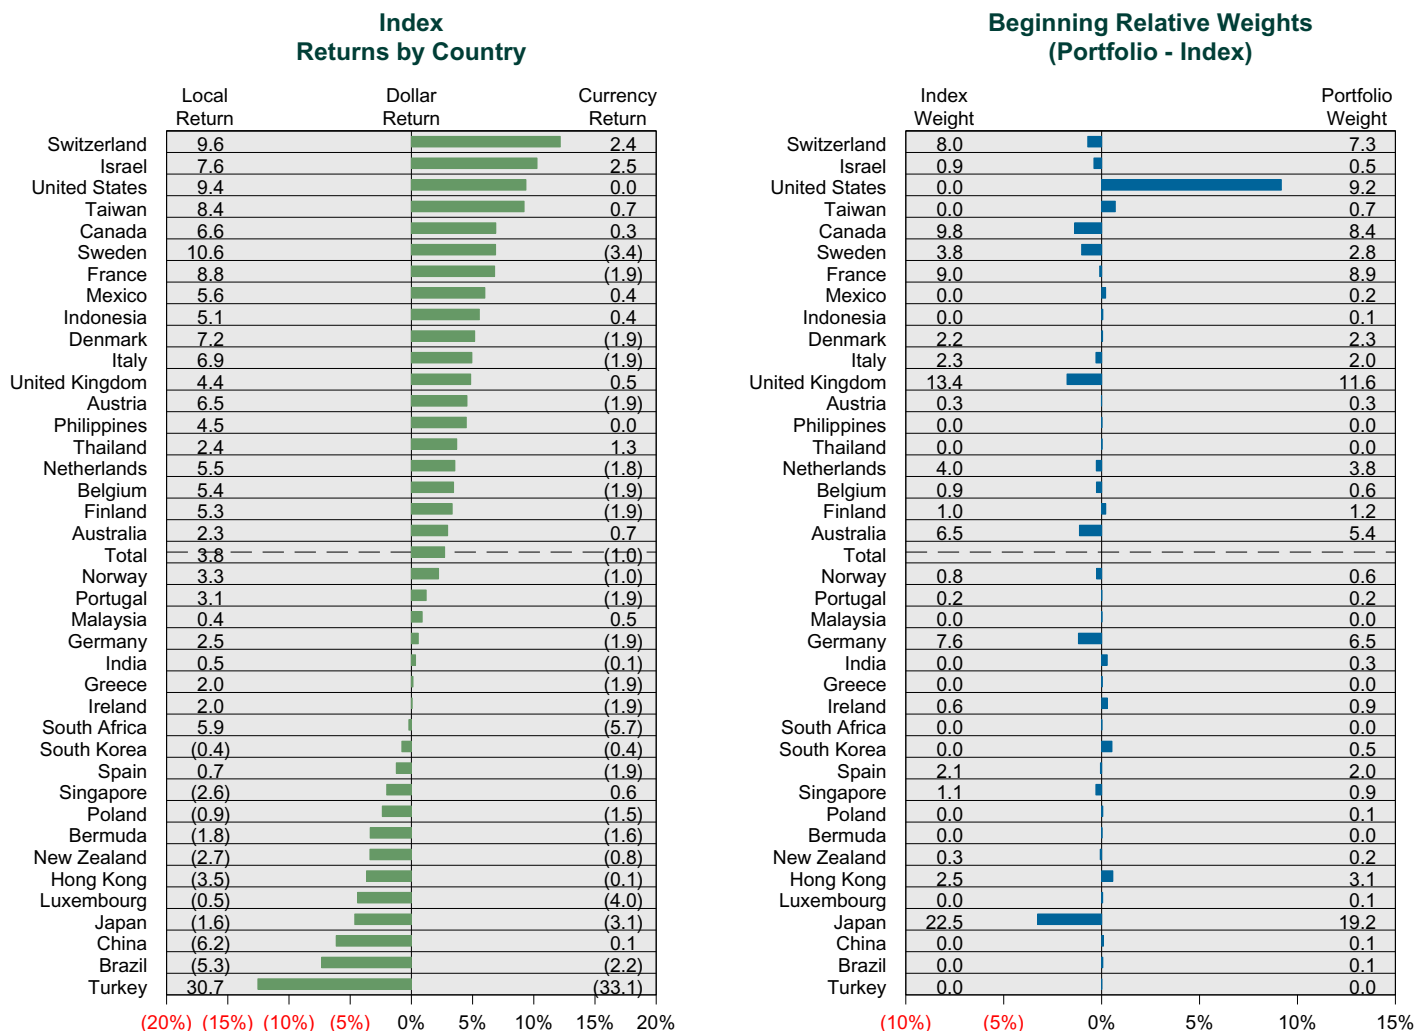 Index
Returns by Country
Local
Return
Dollar
Return
Currency
Return
Switzerland 9.6 2.4
Israel 7.6 2.5
United States 9.4 0.0
Taiwan 8.4 0.7
Canada 6.6 0.3
Sweden 10.6 (3.4)
France 8.8 (1.9)
Mexico 5.6 0.4
Indonesia 5.1 0.4
Denmark 7.2 (1.9)
Italy 6.9 (1.9)
United Kingdom 4.4 0.5
Austria 6.5 (1.9)
Philippines 4.5 0.0
Thailand 2.4 1.3
Netherlands 5.5 (1.8)
Belgium 5.4 (1.9)
Finland 5.3 (1.9)
Australia 2.3 0.7
Total 3.8 (1.0)
Norway 3.3 (1.0)
Portugal 3.1 (1.9)
Malaysia 0.4 0.5
Germany 2.5 (1.9)
India 0.5 (0.1)
Greece 2.0 (1.9)
Ireland 2.0 (1.9)
South Africa 5.9 (5.7)
South Korea (0.4) (0.4)
Spain 0.7 (1.9)
Singapore (2.6) 0.6
Poland (0.9) (1.5)
Bermuda (1.8) (1.6)
New Zealand (2.7) (0.8)
Hong Kong (3.5) (0.1)
Luxembourg (0.5) (4.0)
Japan (1.6) (3.1)
China (6.2) 0.1
Brazil (5.3) (2.2)
Turkey 30.7 (33.1)
(20%) (15%) (10%) (5%) 0% 5% 10% 15% 20%
Beginning Relative Weights
(Portfolio - Index)
Index
Weight
Portfolio
Weight
Switzerland 8.0 7.3
Israel 0.9 0.5
United States 0.0 9.2
Taiwan 0.0 0.7
Canada 9.8 8.4
Sweden 3.8 2.8
France 9.0 8.9
Mexico 0.0 0.2
Indonesia 0.0 0.1
Denmark 2.2 2.3
Italy 2.3 2.0
United Kingdom 13.4 11.6
Austria 0.3 0.3
Philippines 0.0 0.0
Thailand 0.0 0.0
Netherlands 4.0 3.8
Belgium 0.9 0.6
Finland 1.0 1.2
Australia 6.5 5.4
Total
Norway 0.8 0.6
Portugal 0.2 0.2
Malaysia 0.0 0.0
Germany 7.6 6.5
India 0.0 0.3
Greece 0.0 0.0
Ireland 0.6 0.9
South Africa 0.0 0.0
South Korea 0.0 0.5
Spain 2.1 2.0
Singapore 1.1 0.9
Poland 0.0 0.1
Bermuda 0.0 0.0
New Zealand 0.3 0.2
Hong Kong 2.5 3.1
Luxembourg 0.0 0.1
Japan 22.5 19.2
China 0.0 0.1
Brazil 0.0 0.1
Turkey 0.0 0.0
(10%) (5%) 0% 5% 10% 15%